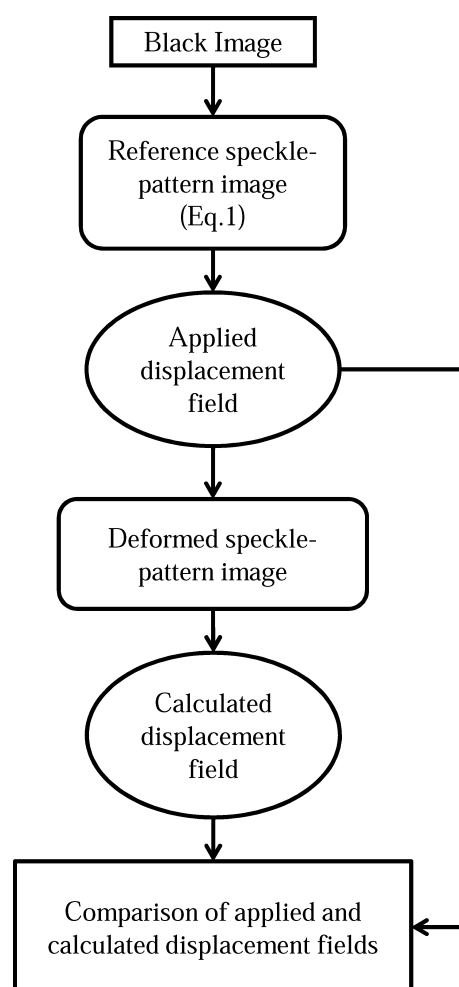 Black Image
Reference speckle-
pattern image
(Eq.1)
Applied
displacement
field
Deformed speckle-
pattern image
Calculated
displacement
field
Comparison of applied and
calculated displacement fields